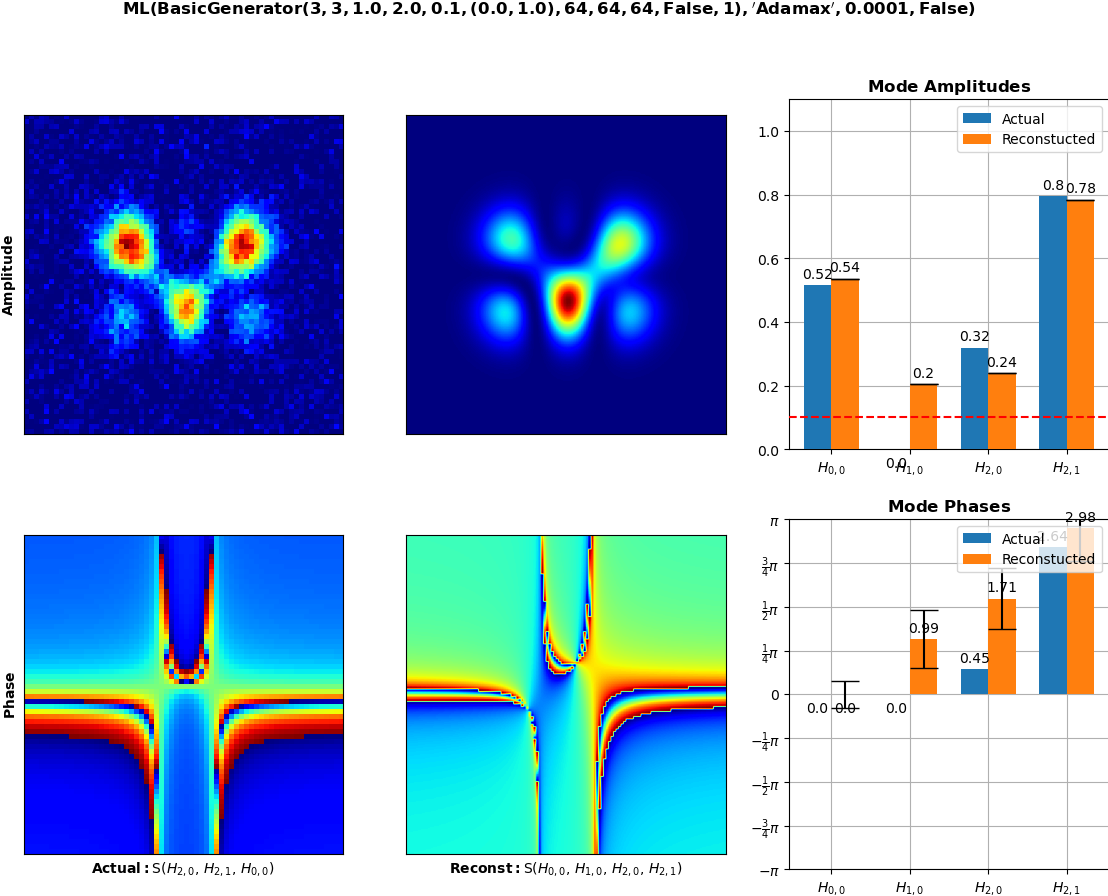 ML(BasicGenerator(3, 3, 1.0, 2.0, 0.1, (0.0, 1.0), 64, 64, 64, False, 1), ′Adamax′, 0.0001, False)
Mode Amplitudes
Actual
Reconstucted
1.0
0.8
0.6
0.4
0.2
0.0
0.52
0.54
0.0
0.2
0.32
0.24
0.8
0.78
H0,0
H1,0
H2,0
H2,1
Amplitude
Mode Phases
Actual
Reconstucted
π
3/4π
1/2π
1/4π
0
−1/4π
−1/2π
−3/4π
−π
0.0
0.0
0.0
0.99
0.45
1.71
2.64
2.98
H0,0
H1,0
H2,0
H2,1
Phase
Actual: S(H2,0, H2,1, H0,0)
Reconst: S(H0,0, H1,0, H2,0, H2,1)